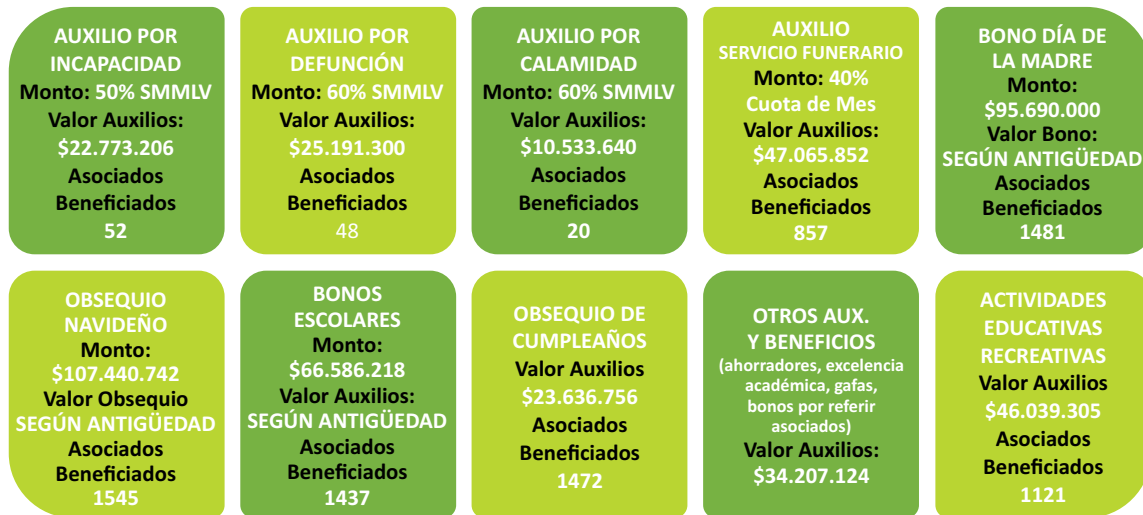 AUXILIO POR
INCAPACIDAD
Monto: 50% SMMLV
Valor Auxilios:
$22.773.206
Asociados
Beneficiados
52
AUXILIO POR
DEFUNCIÓN
Monto: 60% SMMLV
Valor Auxilios:
$25.191.300
Asociados
Beneficiados
48
AUXILIO POR
CALAMIDAD
Monto: 60% SMMLV
Valor Auxilios:
$10.533.640
Asociados
Beneficiados
20
AUXILIO
SERVICIO FUNERARIO
Monto: 40%
Cuota de Mes
Valor Auxilios:
$47.065.852
Asociados
Beneficiados
857
BONO DÍA DE
LA MADRE
Monto:
$95.690.000
Valor Bono:
SEGÚN ANTIGÜEDAD
Asociados
Beneficiados
1481
OBSEQUIO
NAVIDEÑO
Monto:
$107.440.742
Valor Obsequio
SEGÚN ANTIGÜEDAD
Asociados
Beneficiados
1545
BONOS
ESCOLARES
Monto:
$66.586.218
Valor Auxilios:
SEGÚN ANTIGÜEDAD
Asociados
Beneficiados
1437
OBSEQUIO DE
CUMPLEAÑOS
Valor Auxilios
$23.636.756
Asociados
Beneficiados
1472
OTROS AUX.
Y BENEFICIOS
(ahorradores, excelencia
académica, gafas,
bonos por referir
asociados)
Valor Auxilios:
$34.207.124
ACTIVIDADES
EDUCATIVAS
RECREATIVAS
Valor Auxilios
$46.039.305
Asociados
Beneficiados
1121